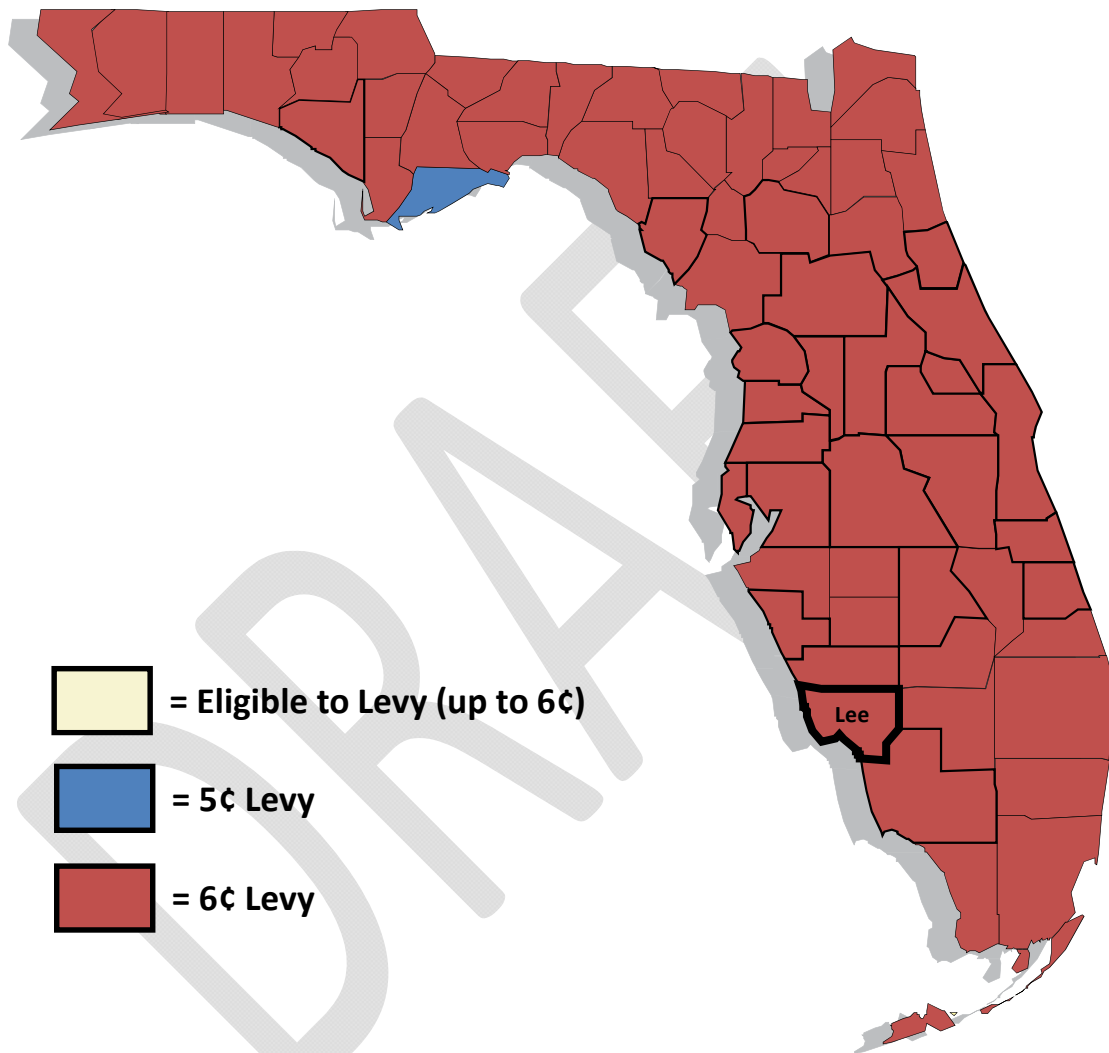 DRAFT
Lee
= Eligible to Levy (up to 6¢)
= 5¢ Levy
= 6¢ Levy